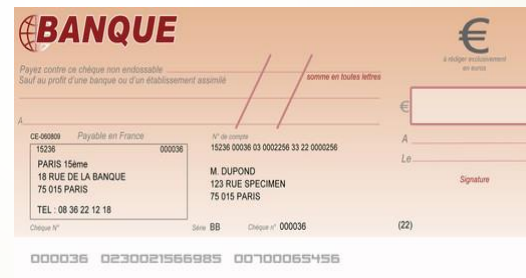 BANQUE
€
à rédiger exclusivement
en euros
Payez contre ce chèque non endossable
Sauf au profit d'une banque ou d'un établissement assimilé
somme en toutes lettres
€
A
A
Le
CE-060809 Payable en France
N° de compte
15236 000036
15236 00036 03 0002256 33 22 0000256
PARIS 15ème
18 RUE DE LA BANQUE
75 015 PARIS
TEL : 08 36 22 12 18
M. DUPOND
123 RUE SPECIMEN
75 015 PARIS
Signature
Chèque N° Série BB Chèque n° 000036 (22)
000036 0230021566985 00700065456